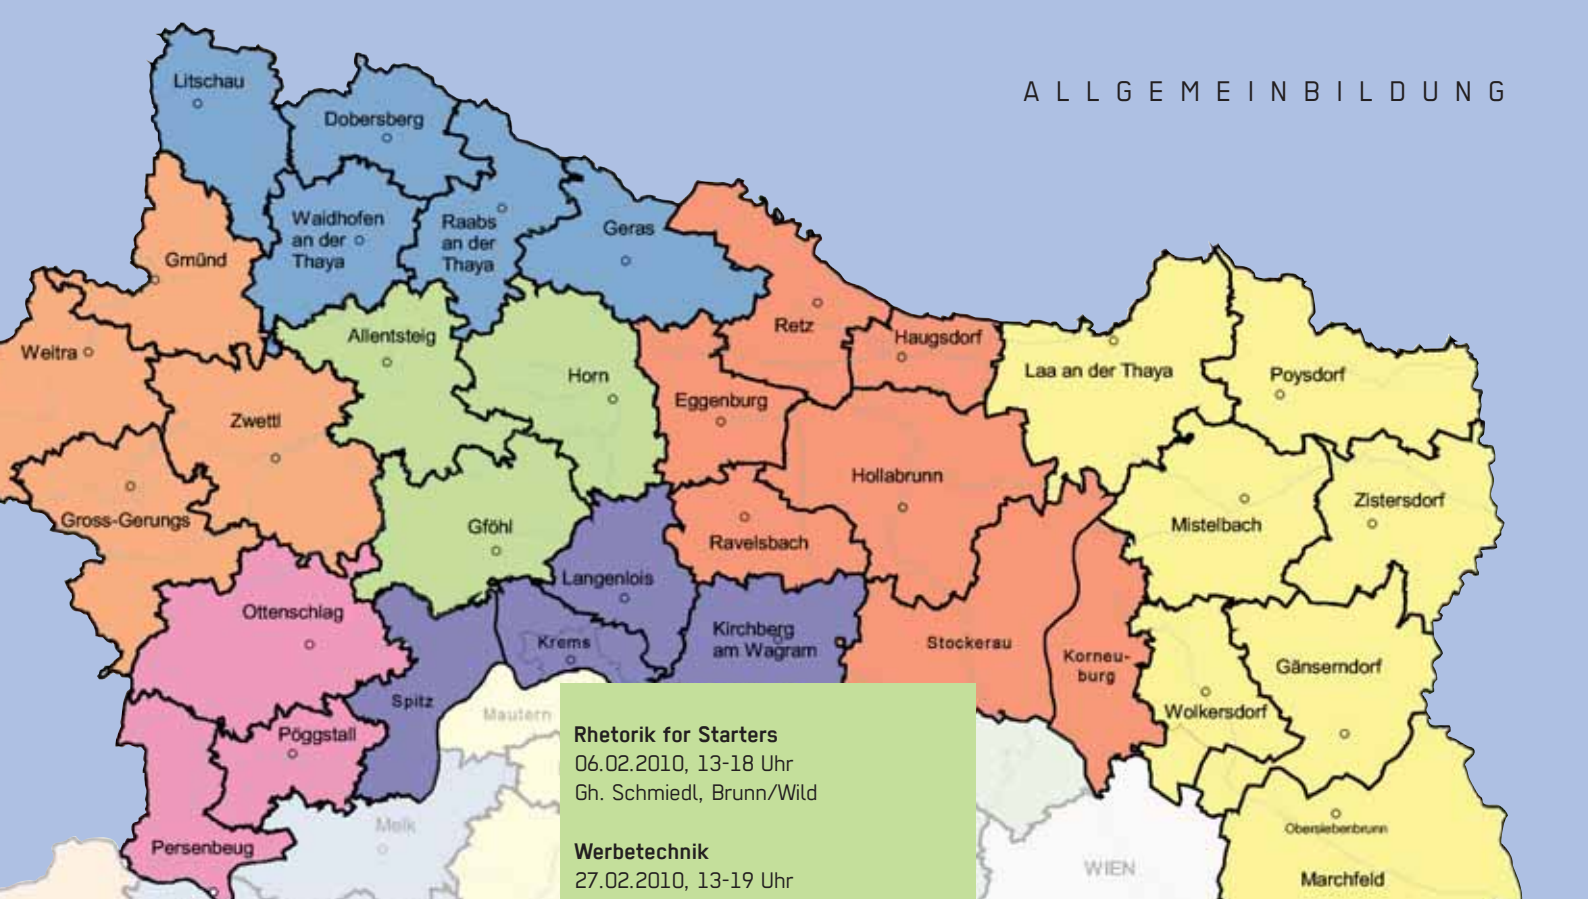 ALLGEMEINBILDUNG
Litschau
Dobersberg
Waidhofen
an der
Thaya
Raabs
an der
Thaya
Geras
Gmünd
Weitra
Allentsteig
Horn
Retz
Haugsdorf
Laa an der Thaya
Poysdorf
Zwettl
Eggenburg
Hollabrunn
Mistelbach
Zistersdorf
Gross-Gerungs
Gföhl
Ravelsbach
Langenlois
Ottenschlag
Krems
Kirchberg
am Wagram
Stockerau
Korneu-
burg
Gänserndorf
Spitz
Mautern
Wolkersdorf
Pöggstall
Persenbeug
Melk
Rhetorik for Starters
06.02.2010, 13-18 Uhr
Gh. Schmiedl, Brunn/Wild
Werbetechnik
27.02.2010, 13-19 Uhr
Obersiebenbrunn
WIEN
Marchfeld